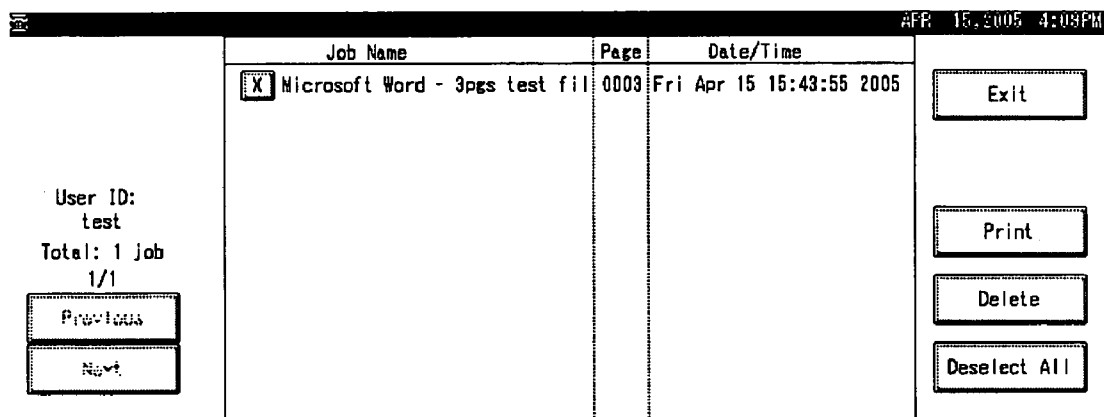 APR 15,2005 4:08PM
Job Name Page Date/Time
X Microsoft Word - 3pgs test fil 0003 Fri Apr 15 15:43:55 2005
Exit
User ID:
test
Total: 1 job
1/1
Previous
Next
Print
Delete
Deselect All